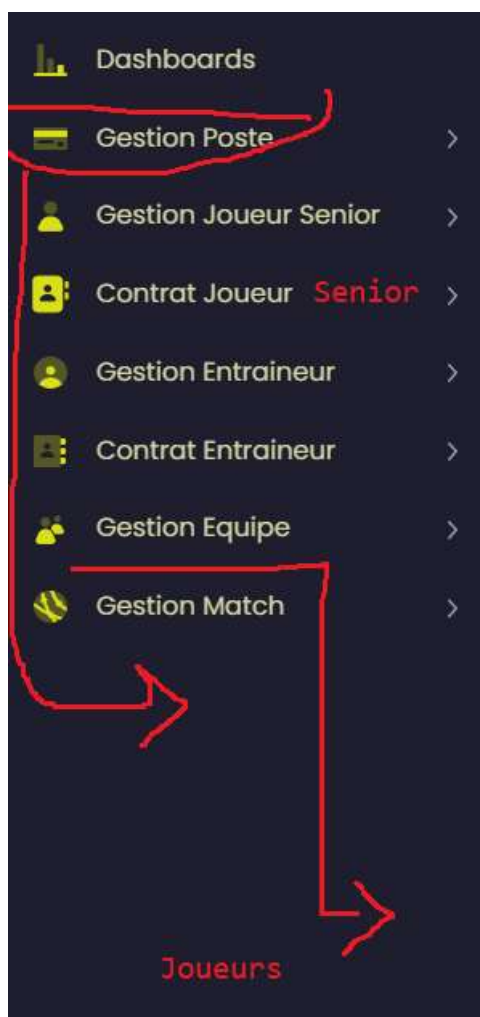 Dashboards
Gestion Poste
Gestion Joueur Senior
Contrat Joueur Senior
Gestion Entraineur
Contrat Entraineur
Gestion Equipe
Gestion Match
Joueurs